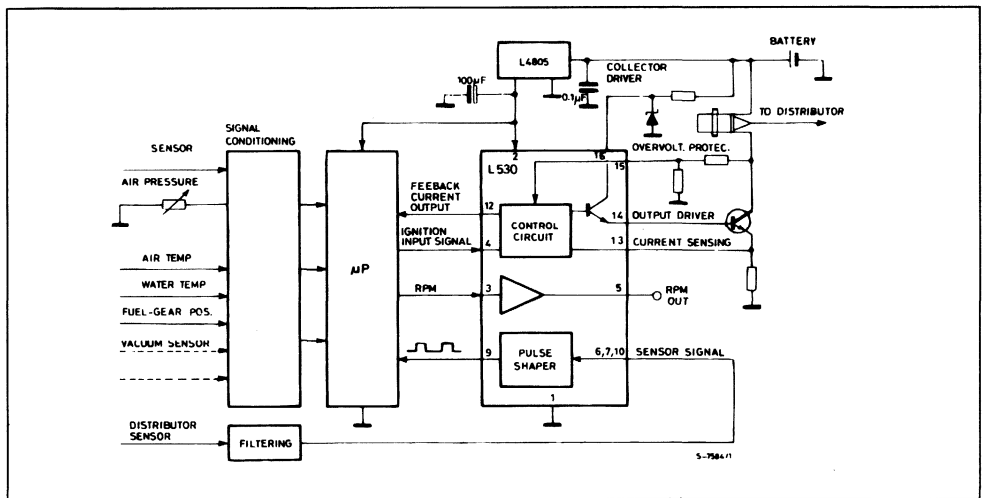 BATTERY
L4805
COLLECTOR
DRIVER
100µF
0.1µF
TO DISTRIBUTOR
SIGNAL
CONDITIONING
SENSOR
OVERVOLT. PROTEC.
2
16
15
L530
AIR PRESSURE
FEEBACK
CURRENT
OUTPUT
12
14
OUTPUT DRIVER
CONTROL
CIRCUIT
IGNITION
INPUT SIGNAL
4
13
CURRENT SENSING
AIR TEMP
µP
WATER TEMP
RPM
3
5
RPM
OUT
FUEL-GEAR POS.
VACUUM SENSOR
9
PULSE
SHAPER
6,7,10
SENSOR SIGNAL
1
DISTRIBUTOR
SENSOR
FILTERING
S-7584/1